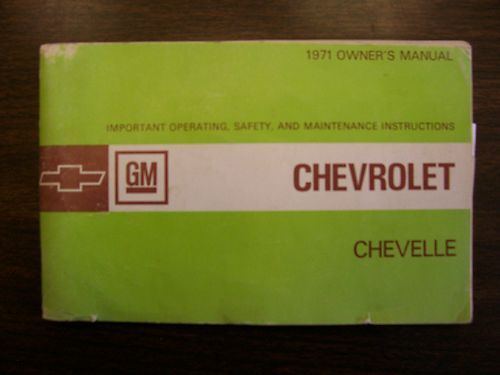 1971 OWNER'S MANUAL
IMPORTANT OPERATING, SAFETY, AND MAINTENANCE INSTRUCTIONS
GM
CHEVROLET
CHEVELLE